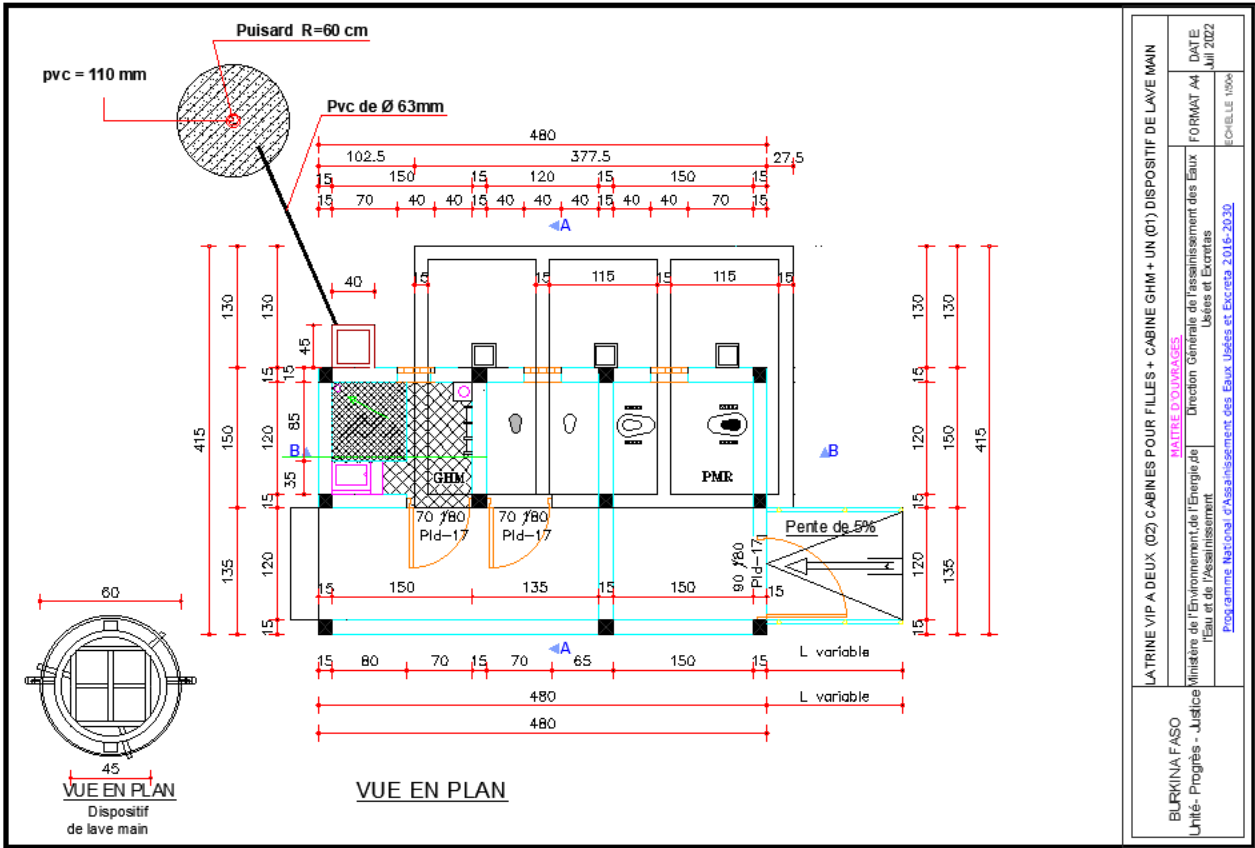 Puisard R=60 cm
pvc = 110 mm
Pvc de Ø 63mm
480
102.5 377.5 27.5
15 150 15 120 15 150 15
15 70 40 40 15 40 40 40 15 40 40 70 15
A
40
15 15 115 15 115 15
415 130 130 45
130 130
15 15
15
150 120 85 35
120 150 415
B
B
GHM
PMR
15
15
70 /180
Pld-17
70 /180
Pld-17
90 /180
Pld-17
Pente de 5%
135 120
120 135
15 150 135 15 150 15
15
15
A
15 80 70 15 70 65 150 15
L variable
480
L variable
480
60
45
VUE EN PLAN
Dispositif
de lave main
VUE EN PLAN
LATRINE VIP A DEUX (02) CABINES POUR FILLES + CABINE GHM + UN (01) DISPOSITIF DE LAVE MAIN
MAITRE D'OUVRAGES
Ministère de l'Environnement,de l'Energie,de
l'Eau et de l'Assainissement
Direction Générale de l'assainissement des Eaux
Usées et Excretas
Programme National d'Assainissement des Eaux Usées et Excreta 2016-2030
FORMAT A4
DATE
Juil 2022
ECHELLE 1/50e
BURKINA FASO
Unité- Progrès - Justice